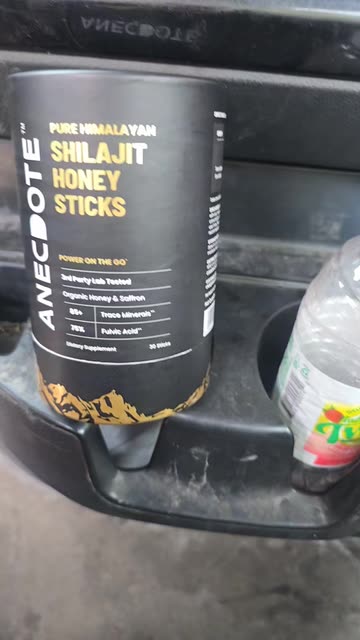 ANECDOTE™
PURE HIMALAYAN
SHILAJIT
HONEY
STICKS
POWER ON THE GO*
3rd Party Lab Tested
Organic Honey & Saffron
85+ Trace Minerals**
75% Fulvic Acid**
Dietary Supplement 30 Sticks